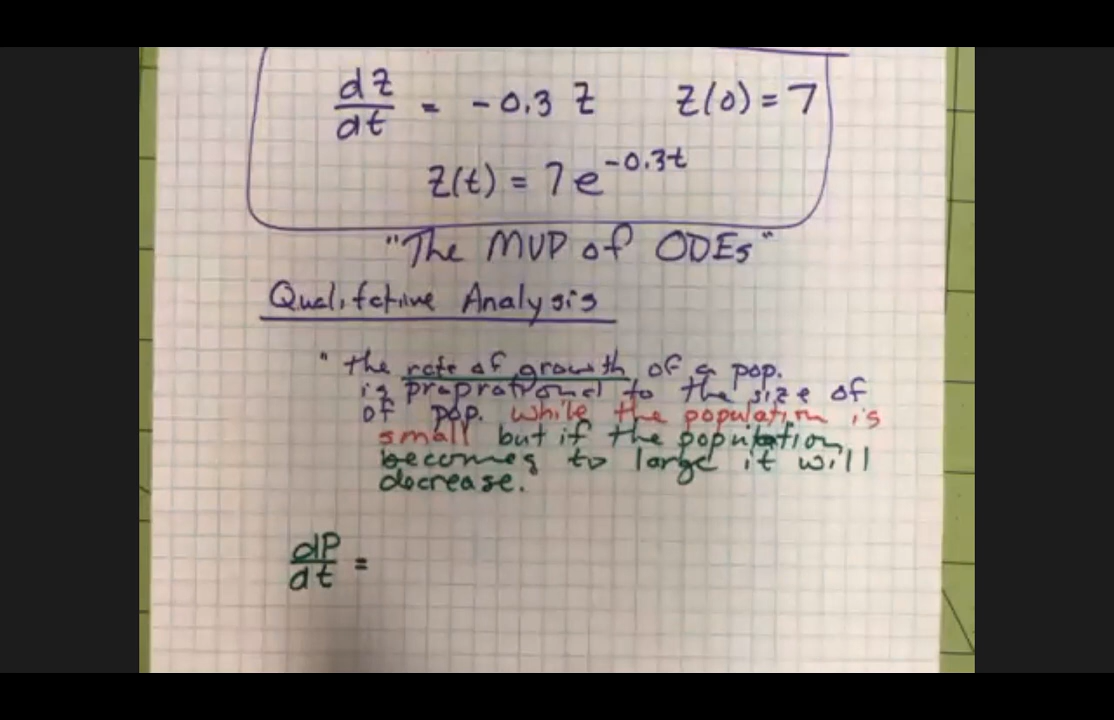 dZ/dt = -0.3 Z Z(0) = 7
Z(t) = 7 e^{-0.3t}
"The MVP of ODEs"
Qualitative Analysis
" the rate of growth of a pop.
is proprotional to the size of
of pop. while the population is
small but if the population
becomes to large it will
decrease."
dP/dt =